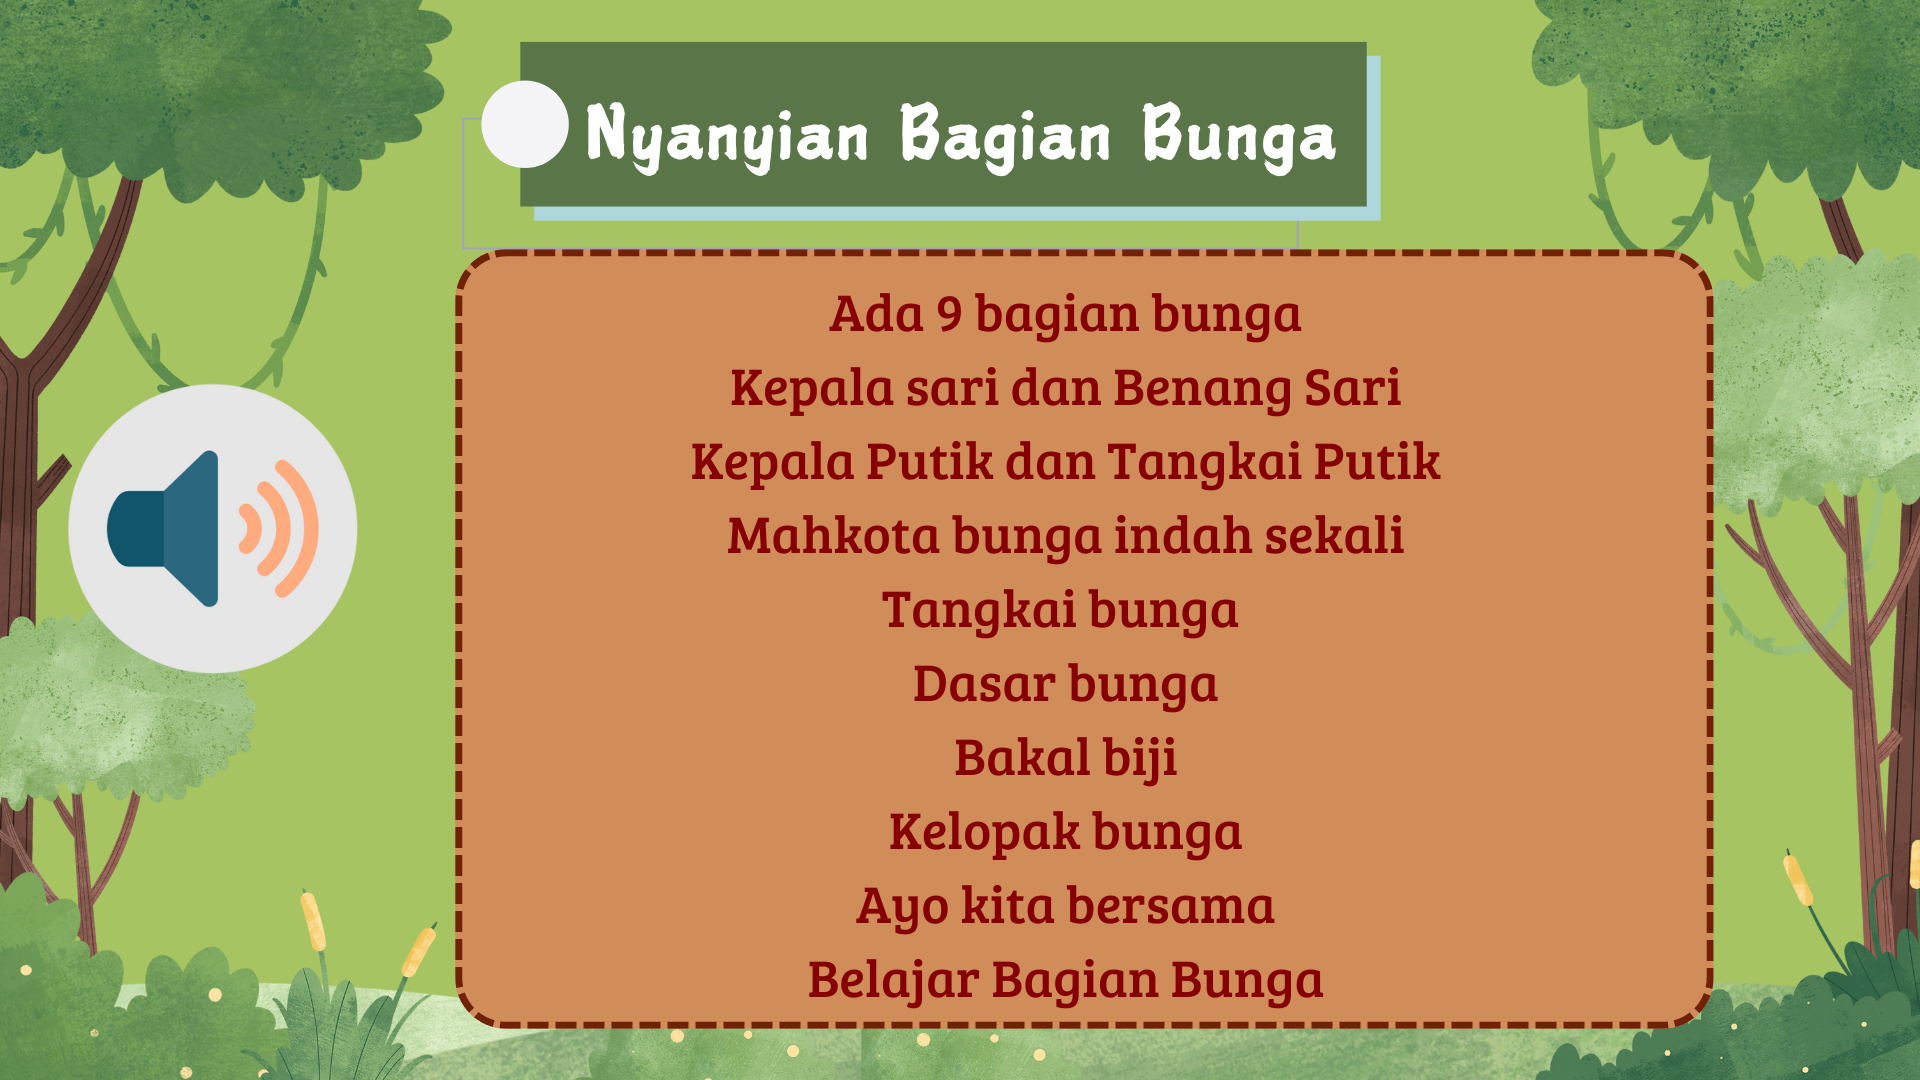 Nyanyian Bagian Bunga
Ada 9 bagian bunga
Kepala sari dan Benang Sari
Kepala Putik dan Tangkai Putik
Mahkota bunga indah sekali
Tangkai bunga
Dasar bunga
Bakal biji
Kelopak bunga
Ayo kita bersama
Belajar Bagian Bunga